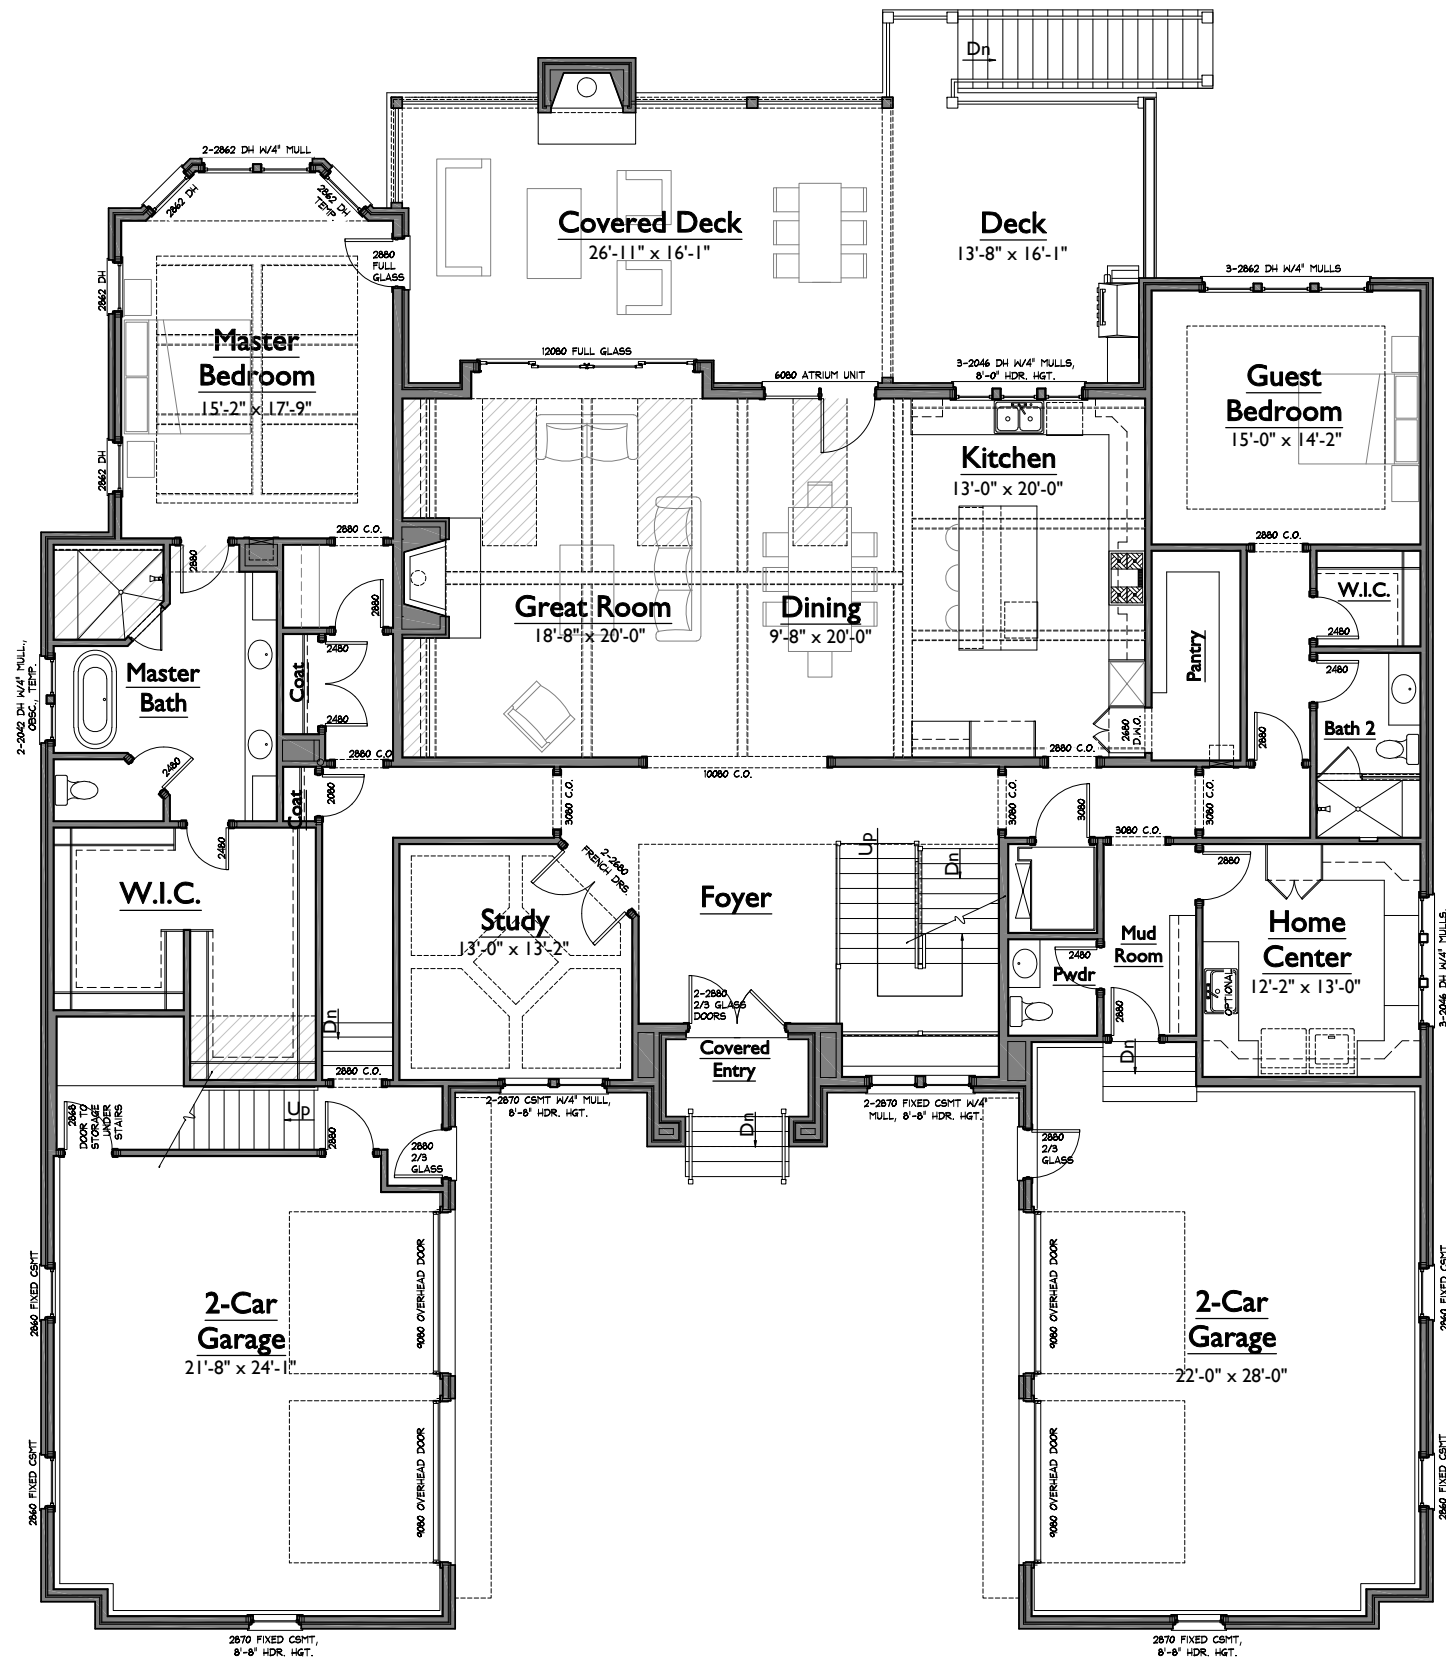 Dn
2-2862 DH W/4" MULL
2862 DH
2862 DH
TEMP
Covered Deck
26'-11" x 16'-1"
Deck
13'-8" x 16'-1"
2880
FULL
GLASS
2862 DH
3-2862 DH W/4" MULLS
Master
Bedroom
15'-2" x 17'-9"
12080 FULL GLASS
6080 ATRIUM UNIT
3-2046 DH W/4" MULLS,
8'-0" HDR. HGT.
Guest
Bedroom
15'-0" x 14'-2"
2862 DH
Kitchen
13'-0" x 20'-0"
2880 C.O.
2880 C.O.
2880
2880
Great Room
18'-8" x 20'-0"
Dining
9'-8" x 20'-0"
W.I.C.
2480
2-2042 DH W/4" MULL,
OBSC., TEMP.
Master
Bath
2480
Coat
2480
Pantry
2480
2680
D.W.O.
Bath 2
2880
2480
2880 C.O.
2880 C.O.
10080 C.O.
Coat
2080
3080 C.O.
3080 C.O.
3080
3080 C.O.
3080 C.O.
2480
2-2680
FRENCH DRS.
Up
Dn
2880
W.I.C.
Study
13'-0" x 13'-2"
Foyer
Mud
Room
Home
Center
12'-2" x 13'-0"
OPTIONAL
3-2046 DH W/4" MULLS,
2480
Pwdr
2-2880
2/3 GLASS
DOORS
2880
Dn
Covered
Entry
Dn
2880 C.O.
2-2870 CSMT W/4" MULL,
8'-8" HDR. HGT.
2-2870 FIXED CSMT W/4"
MULL, 8'-8" HDR. HGT.
2868
DOOR TO
STORAGE
UNDER
STAIRS
Up
2880
Dn
2880
2/3
GLASS
2880
2/3
GLASS
2860 FIXED CSMT
9080 OVERHEAD DOOR
9080 OVERHEAD DOOR
2860 FIXED CSMT
2-Car
Garage
21'-8" x 24'-1"
2-Car
Garage
22'-0" x 28'-0"
2860 FIXED CSMT
9080 OVERHEAD DOOR
9080 OVERHEAD DOOR
2860 FIXED CSMT
2870 FIXED CSMT,
8'-8" HDR. HGT.
2870 FIXED CSMT,
8'-8" HDR. HGT.